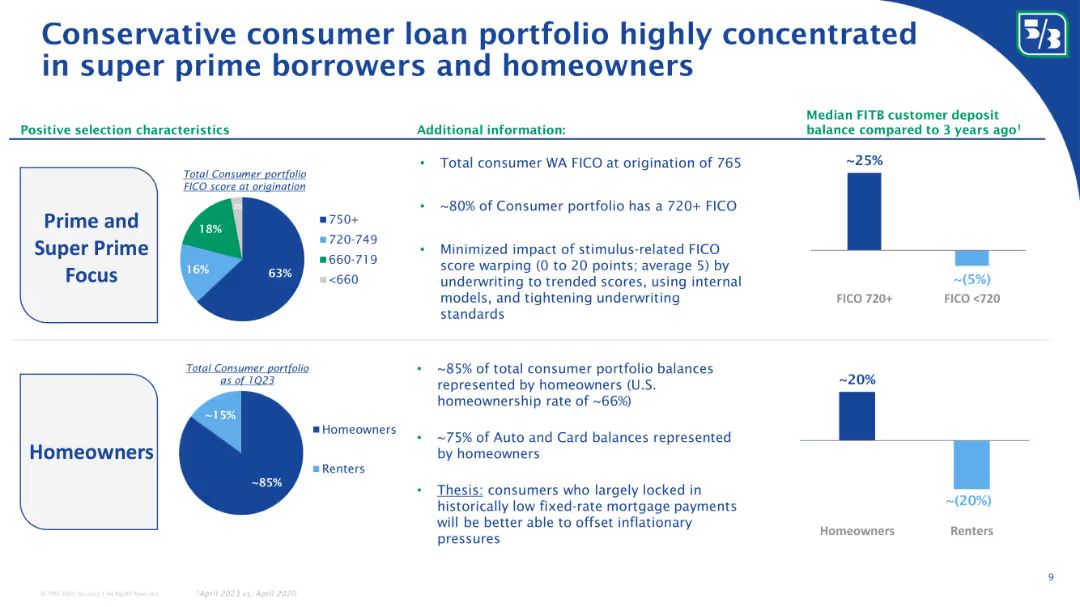 Conservative consumer loan portfolio highly concentrated
in super prime borrowers and homeowners
5/3
Positive selection characteristics
Additional information:
Median FITB customer deposit
balance compared to 3 years ago¹
Prime and
Super Prime
Focus
Total Consumer portfolio
FICO score at origination
18%
16%
63%
750+
720-749
660-719
<660
• Total consumer WA FICO at origination of 765
• ~80% of Consumer portfolio has a 720+ FICO
• Minimized impact of stimulus-related FICO
score warping (0 to 20 points; average 5) by
underwriting to trended scores, using internal
models, and tightening underwriting
standards
~25%
~(5%)
FICO 720+
FICO <720
Homeowners
Total Consumer portfolio
as of 1Q23
~15%
~85%
Homeowners
Renters
• ~85% of total consumer portfolio balances
represented by homeowners (U.S.
homeownership rate of ~66%)
• ~75% of Auto and Card balances represented
by homeowners
• Thesis: consumers who largely locked in
historically low fixed-rate mortgage payments
will be better able to offset inflationary
pressures
~20%
~(20%)
Homeowners
Renters
9
© Fifth Third Bancorp | All Rights Reserved
¹April 2023 vs. April 2020